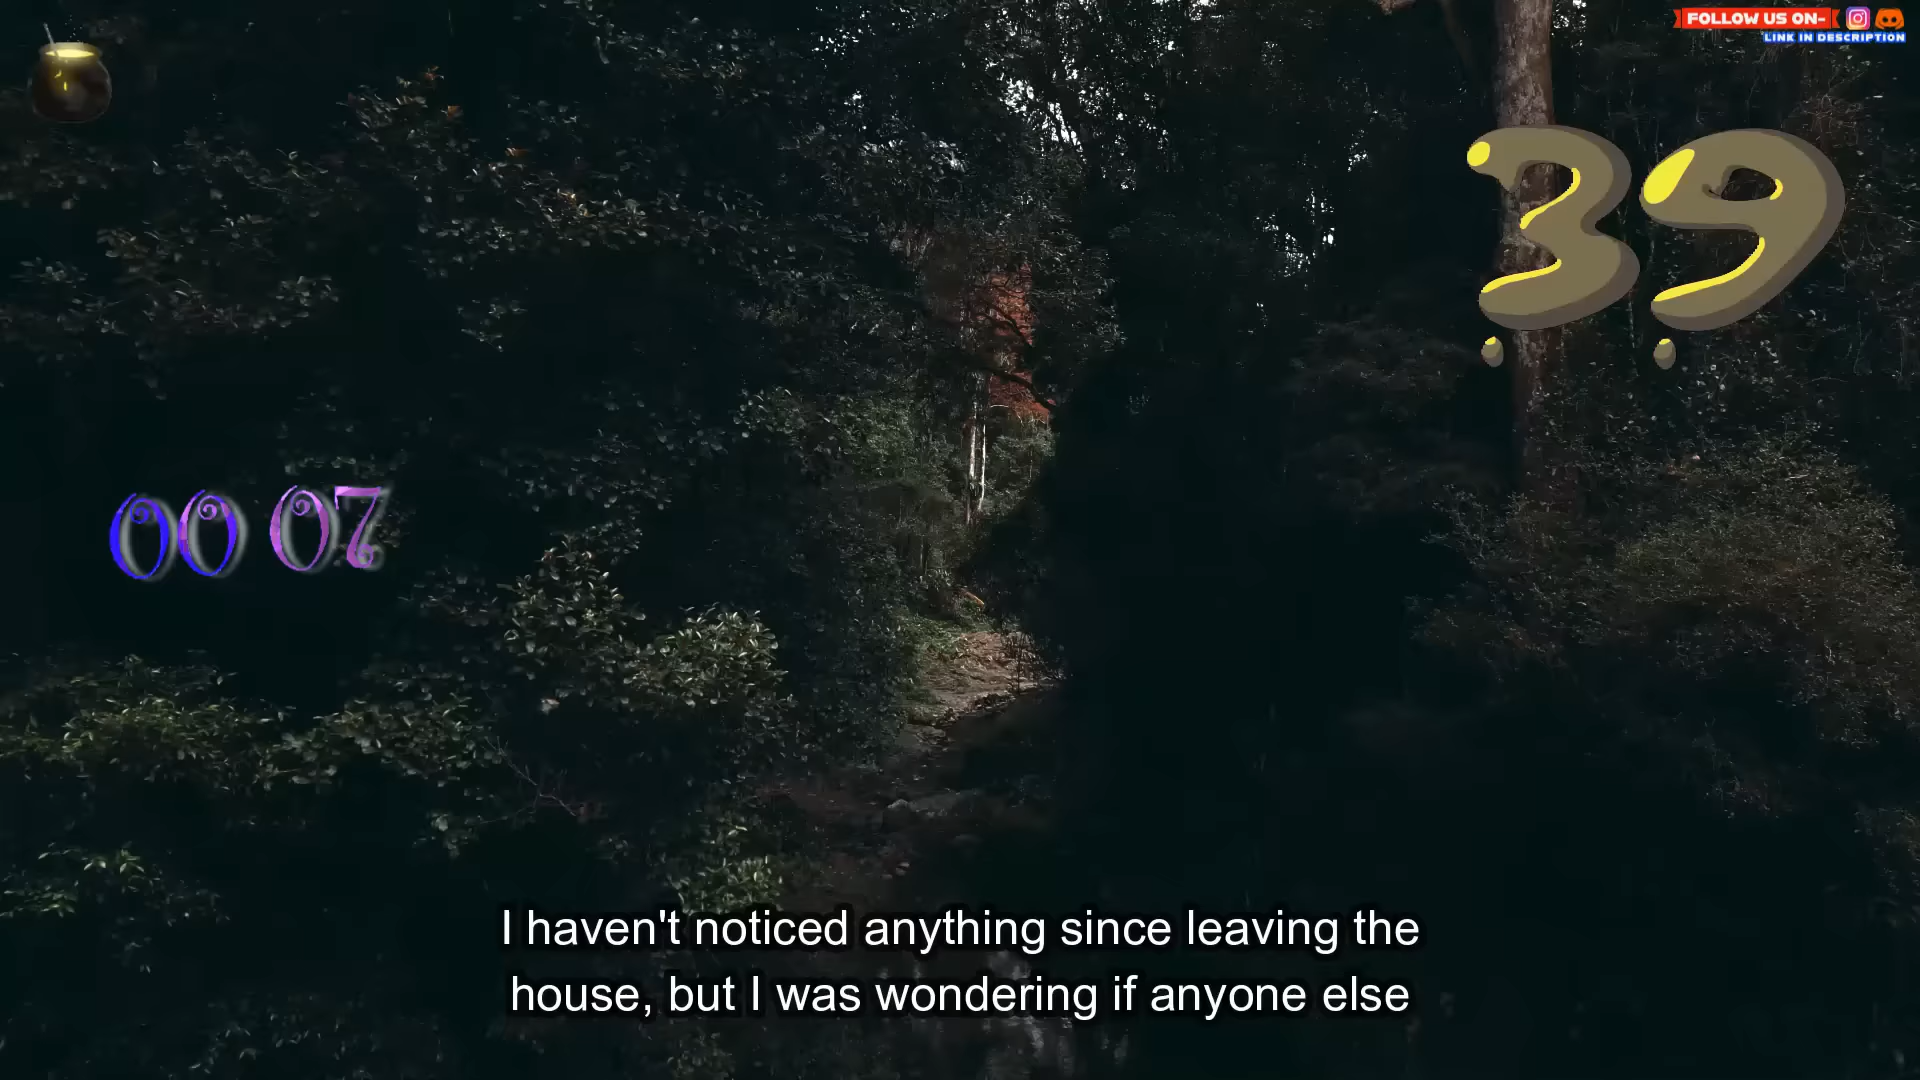 FOLLOW US ON-
LINK IN DESCRIPTION
39
00 07
I haven't noticed anything since leaving the
house, but I was wondering if anyone else